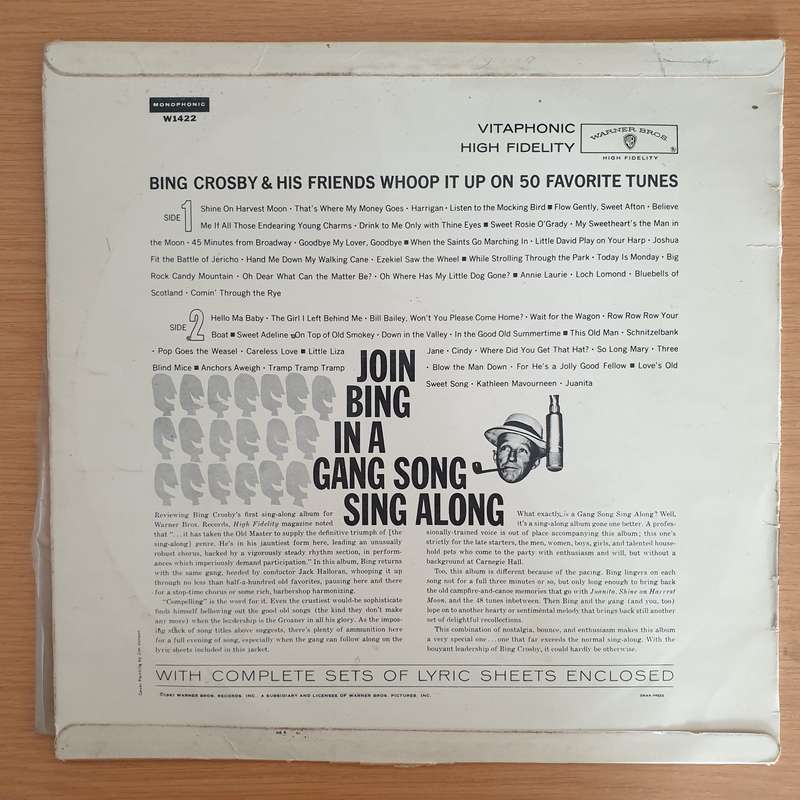 MONOPHONIC
W1422
VITAPHONIC
HIGH FIDELITY
WARNER BROS.
HIGH FIDELITY
BING CROSBY & HIS FRIENDS WHOOP IT UP ON 50 FAVORITE TUNES
SIDE 1 Shine On Harvest Moon • That's Where My Money Goes • Harrigan • Listen to the Mocking Bird ■ Flow Gently, Sweet Afton • Believe
Me If All Those Endearing Young Charms • Drink to Me Only with Thine Eyes ■ Sweet Rosie O'Grady • My Sweetheart's the Man in
the Moon • 45 Minutes from Broadway • Goodbye My Lover, Goodbye ■ When the Saints Go Marching In • Little David Play on Your Harp • Joshua
Fit the Battle of Jericho • Hand Me Down My Walking Cane • Ezekiel Saw the Wheel ■ While Strolling Through the Park • Today Is Monday • Big
Rock Candy Mountain • Oh Dear What Can the Matter Be? • Oh Where Has My Little Dog Gone? ■ Annie Laurie • Loch Lomond • Bluebells of
Scotland • Comin' Through the Rye
SIDE 2 Hello Ma Baby • The Girl I Left Behind Me • Bill Bailey, Won't You Please Come Home? • Wait for the Wagon • Row Row Row Your
Boat ■ Sweet Adeline • On Top of Old Smokey • Down in the Valley • In the Good Old Summertime ■ This Old Man • Schnitzelbank
• Pop Goes the Weasel • Careless Love ■ Little Liza Jane • Cindy • Where Did You Get That Hat? • So Long Mary • Three
Blind Mice ■ Anchors Aweigh • Tramp Tramp Tramp • Blow the Man Down • For He's a Jolly Good Fellow ■ Love's Old
Sweet Song • Kathleen Mavourneen • Juanita
JOIN
BING
IN A
GANG SONG
SING ALONG
Reviewing Bing Crosby's first sing-along album for
Warner Bros. Records, High Fidelity magazine noted
that "...it has taken the Old Master to supply the definitive triumph of [the
sing-along] genre. He's in his jauntiest form here, leading an unusually
robust chorus, backed by a vigorously steady rhythm section, in perform-
ances which imperiously demand participation." In this album, Bing returns
with the same gang, herded by conductor Jack Halloran, whooping it up
through no less than half-a-hundred old favorites, pausing here and there
for a stop-time chorus or some rich, barbershop harmonizing.
"Compelling" is the word for it. Even the crustiest would-be sophisticate
finds himself bellowing out the good old songs (the kind they don't make
any more) when the leadership is the Groaner in all his glory. As the impos-
ing stack of song titles above suggests, there's plenty of ammunition here
for a full evening of song, especially when the gang can follow along on the
lyric sheets included in this jacket.
What exactly, is a Gang Song Sing Along? Well,
it's a sing-along album gone one better. A profes-
sionally-trained voice is out of place accompanying this album; this one's
strictly for the late starters, the men, women, boys, girls, and talented house-
hold pets who come to the party with enthusiasm and will, but without a
background at Carnegie Hall.
Too, this album is different because of the pacing. Bing lingers on each
song not for a full three minutes or so, but only long enough to bring back
the old campfire-and-canoe memories that go with Juanita, Shine on Harvest
Moon, and the 48 tunes inbetween. Then Bing and the gang (and you, too)
lope on to another hearty or sentimental melody that brings back still another
set of delightful recollections.
This combination of nostalgia, bounce, and enthusiasm makes this album
a very special one ... one that far exceeds the normal sing-along. With the
bouyant leadership of Bing Crosby, it could hardly be otherwise.
WITH COMPLETE SETS OF LYRIC SHEETS ENCLOSED
©1961 WARNER BROS. RECORDS, INC., A SUBSIDIARY AND LICENSEE OF WARNER BROS. PICTURES, INC.